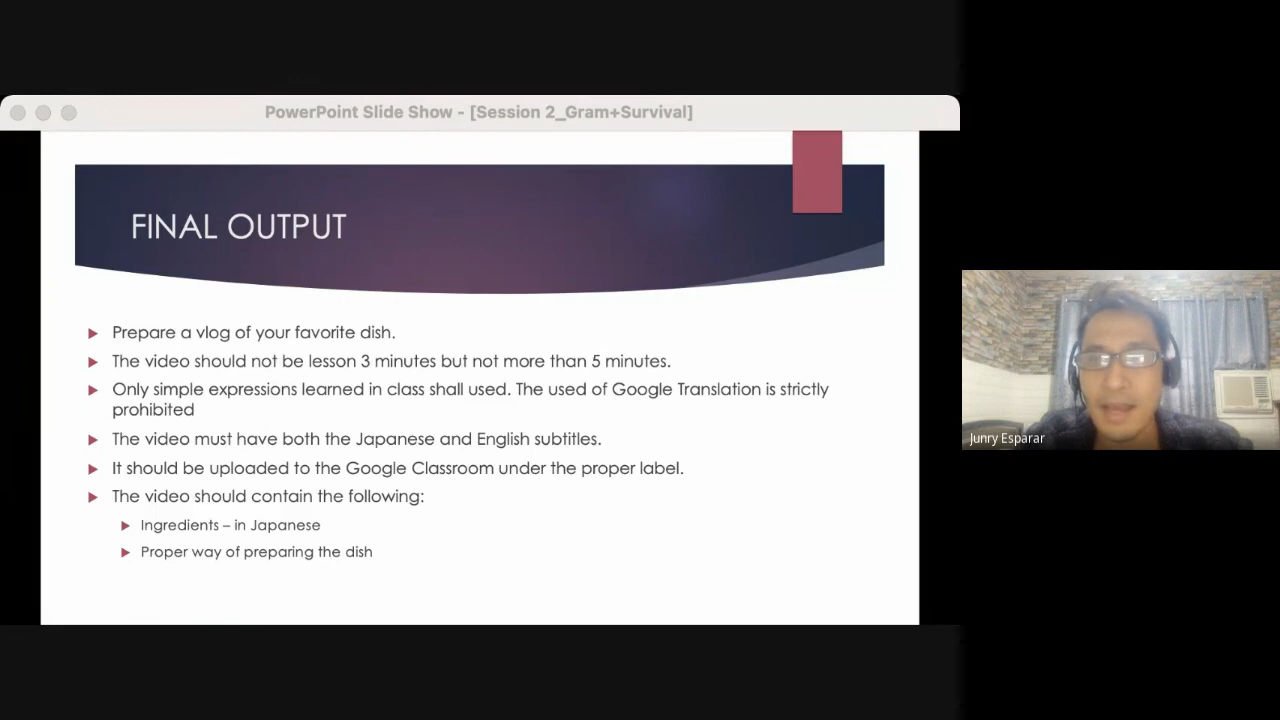 PowerPoint Slide Show - [Session 2_Gram+Survival]
FINAL OUTPUT
Prepare a vlog of your favorite dish.
The video should not be lesson 3 minutes but not more than 5 minutes.
Only simple expressions learned in class shall used. The used of Google Translation is strictly
prohibited
The video must have both the Japanese and English subtitles.
It should be uploaded to the Google Classroom under the proper label.
The video should contain the following:
Ingredients – in Japanese
Proper way of preparing the dish
Junry Esparar